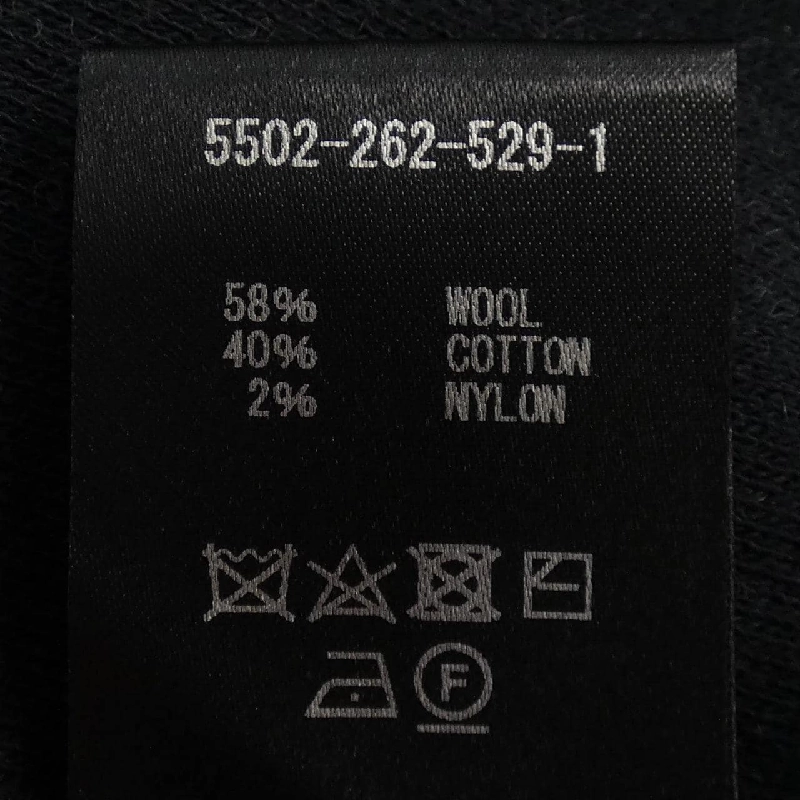 5502-262-529-1
58% WOOL
40% COTTON
2% NYLON
F